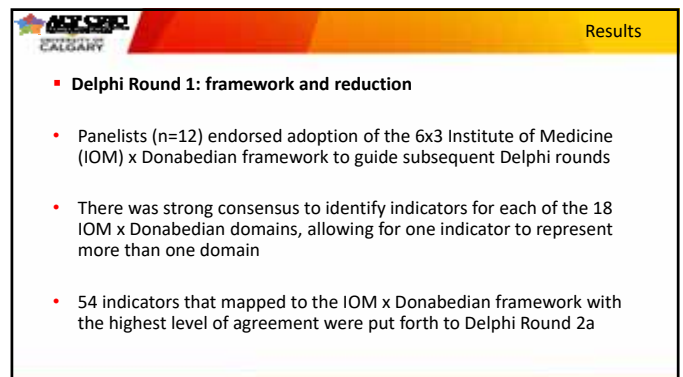 Results
CALGARY
Delphi Round 1: framework and reduction
Panelists (n=12) endorsed adoption of the 6x3 Institute of Medicine
(IOM) x Donabedian framework to guide subsequent Delphi rounds
There was strong consensus to identify indicators for each of the 18
IOM x Donabedian domains, allowing for one indicator to represent
more than one domain
54 indicators that mapped to the IOM x Donabedian framework with
the highest level of agreement were put forth to Delphi Round 2a